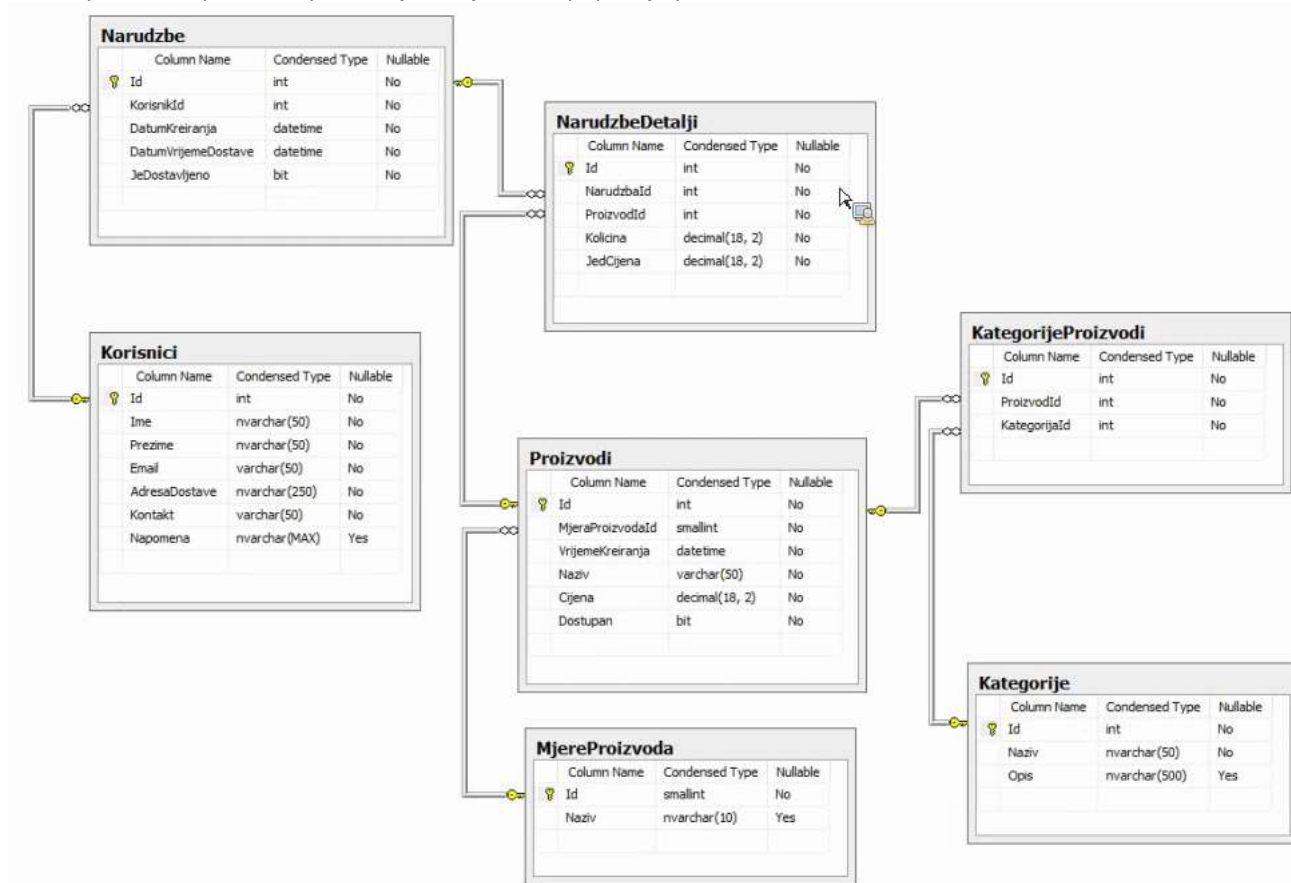 Narudzbe
Column Name Condensed Type Nullable
Id int No
KorisnikId int No
DatumKreiranja datetime No
DatumVrijemeDostave datetime No
JeDostavljeno bit No
NarudzbeDetalji
Column Name Condensed Type Nullable
Id int No
NarudzbaId int No
ProizvodId int No
Kolicina decimal(18, 2) No
JedCijena decimal(18, 2) No
Korisnici
Column Name Condensed Type Nullable
Id int No
Ime nvarchar(50) No
Prezime nvarchar(50) No
Email varchar(50) No
AdresaDostave nvarchar(250) No
Kontakt varchar(50) No
Napomena nvarchar(MAX) Yes
KategorijeProizvodi
Column Name Condensed Type Nullable
Id int No
ProizvodId int No
KategorijaId int No
Proizvodi
Column Name Condensed Type Nullable
Id int No
MjeraProizvodaId smallint No
VrijemeKreiranja datetime No
Naziv varchar(50) No
Cijena decimal(18, 2) No
Dostupan bit No
Kategorije
Column Name Condensed Type Nullable
Id int No
Naziv nvarchar(50) No
Opis nvarchar(500) Yes
MjereProizvoda
Column Name Condensed Type Nullable
Id smallint No
Naziv nvarchar(10) Yes